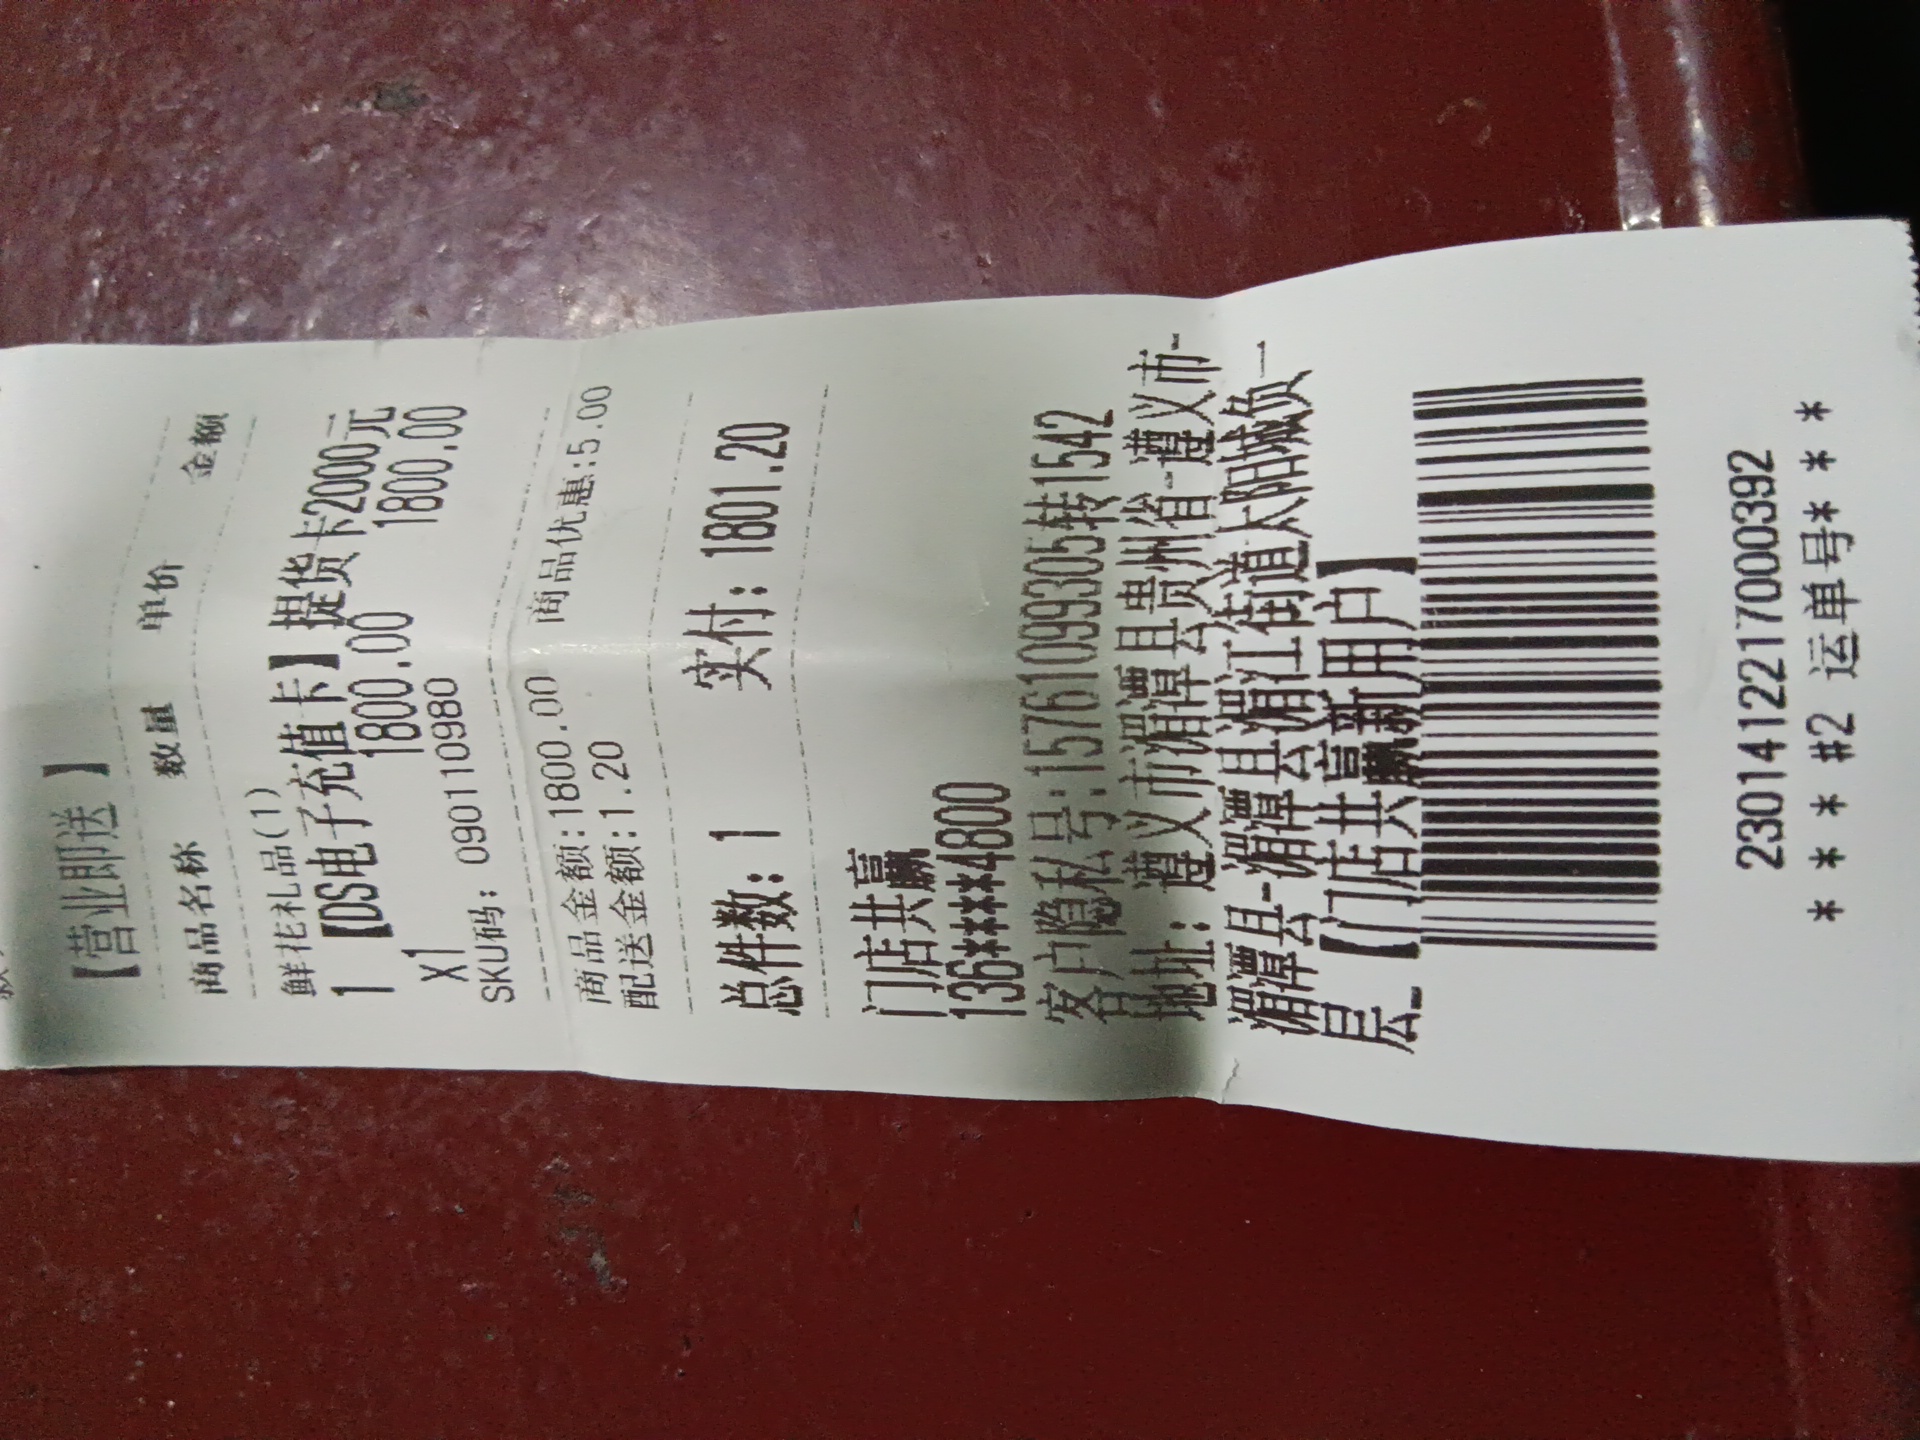 【营业即送】
商品名称 数量 单价 金额
鲜花礼品(1)
1 【DS电子充值卡】提货卡2000元
x1 1800.00 1800.00
SKU码: 0901110980
商品金额:1800.00 商品优惠:5.00
配送金额:1.20
总件数: 1 实付: 1801.20
门店共赢
136****4800
客户隐私号:15761099305转1542
地址: 遵义市湄潭县贵州省-遵义市-
湄潭县-湄潭县湄江街道太阳城负一
层-【门店共赢新用户】
2301412217000392
* * * #2 运单号* * *